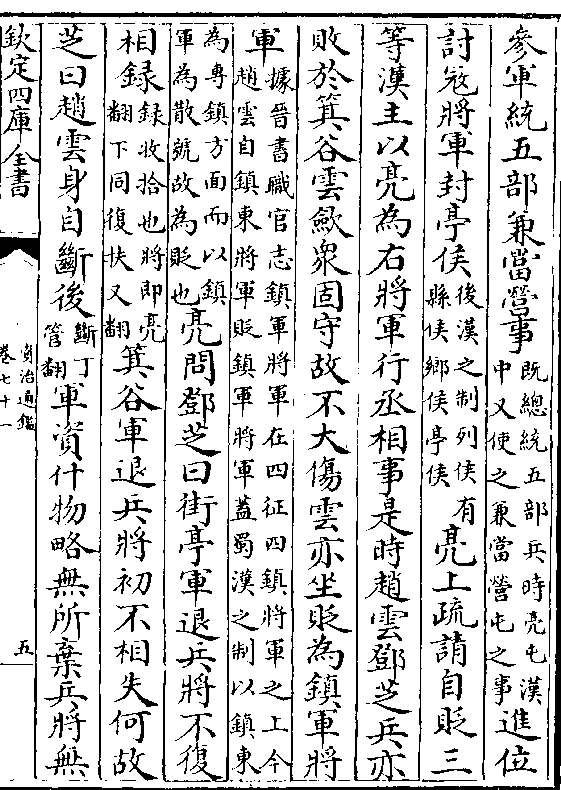 參軍統五部兼當營事既總統五部兵時亮屯漢中又使之兼當營屯之事進位
討寇將軍封亭侯後漢之制列侯有縣侯鄉侯亭侯亮上疏請自貶三
等漢主以亮為右將軍行丞相事是時趙雲鄧芝兵亦
敗於箕谷雲歛衆固守故不大傷雲亦坐貶為鎮軍將
軍據晉書職官志鎮軍將軍在四征四鎮將軍之上今趙雲自鎮東將軍貶鎮軍將軍蓋蜀漢之制以鎮東
為專鎮方面而以鎮軍為散號故為貶也亮問鄧芝曰街亭軍退兵將不復
相録録收拾也將即亮翻下同復扶又翻箕谷軍退兵將初不相失何故
芝曰趙雲身自斷後斷丁管翻軍資什物略無所棄兵將無
欽定四庫全書
資治通鑑
卷七十一
五